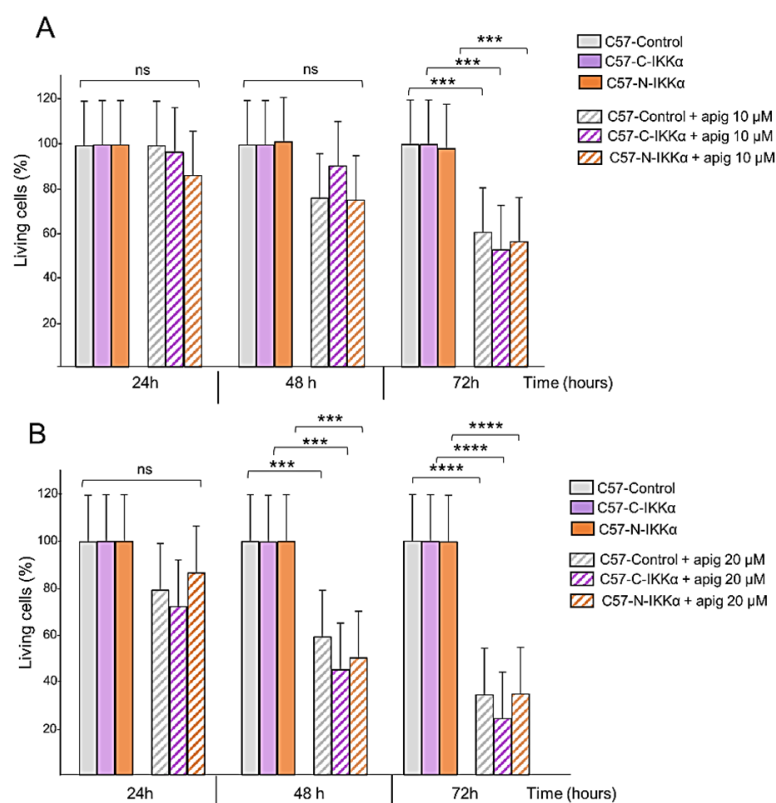 A
C57-Control
C57-C-IKKα
C57-N-IKKα
C57-Control + apig 10 µM
C57-C-IKKα + apig 10 µM
C57-N-IKKα + apig 10 µM
ns
ns
***
***
***
Living cells (%)
120
100
80
60
40
20
24h
48 h
72h
Time (hours)
B
C57-Control
C57-C-IKKα
C57-N-IKKα
C57-Control + apig 20 µM
C57-C-IKKα + apig 20 µM
C57-N-IKKα + apig 20 µM
ns
***
***
***
****
****
****
Living cells (%)
120
100
80
60
40
20
24h
48 h
72h
Time (hours)